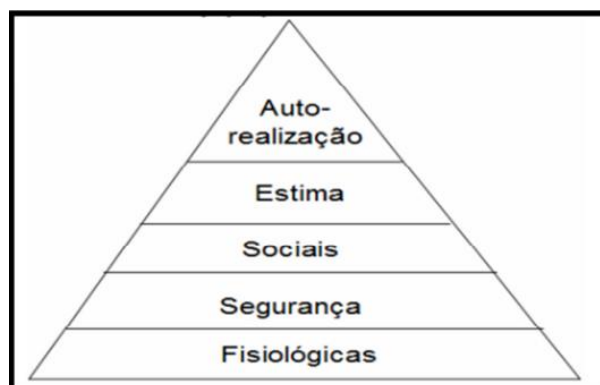 Auto-
realização
Estima
Sociais
Segurança
Fisiológicas